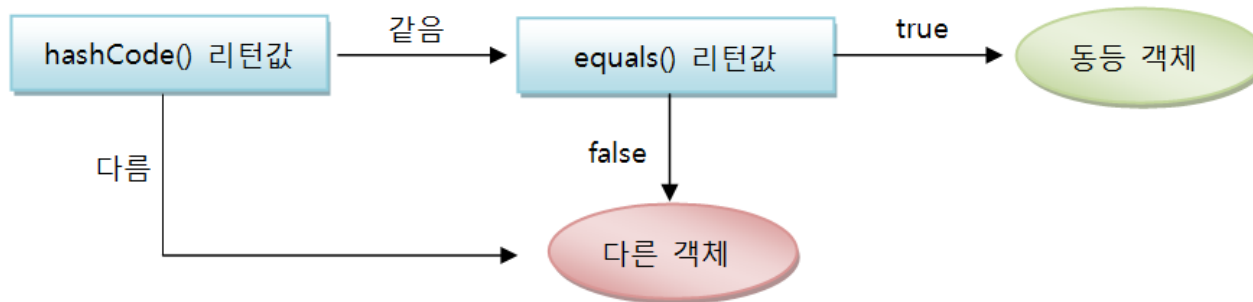 hashCode() 리턴값
같음
equals() 리턴값
true
동등 객체
다름
false
다른 객체